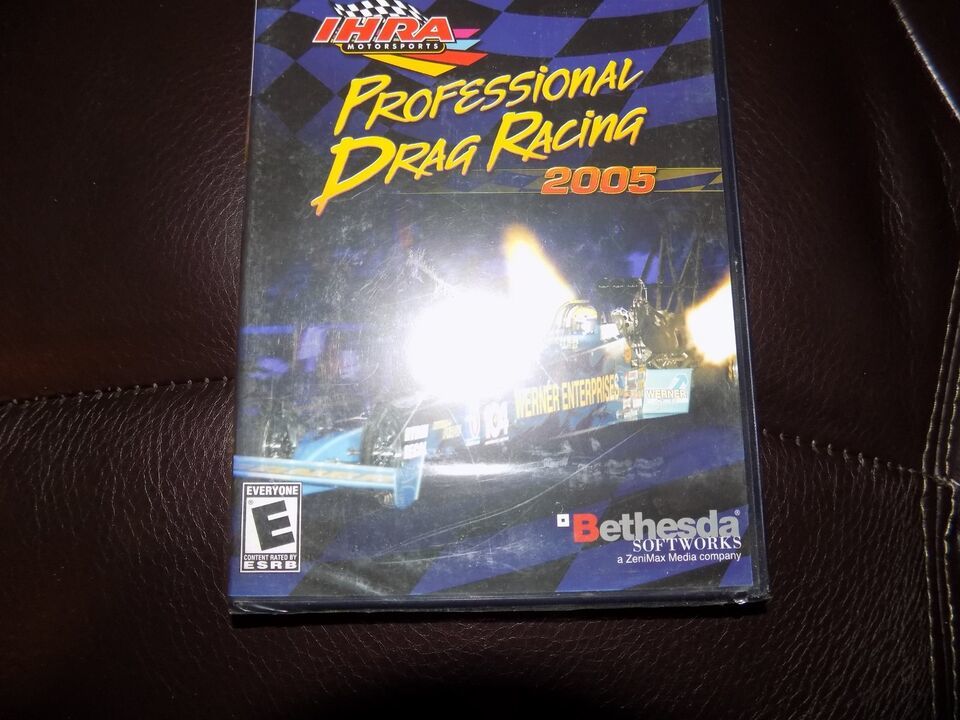 IHRA
MOTORSPORTS
PROFESSIONAL
DRAG RACING
2005
WERNER ENTERPRISES
WERNER
EVERYONE
E
®
CONTENT RATED BY
ESRB
Bethesda®
SOFTWORKS
a ZeniMax Media company